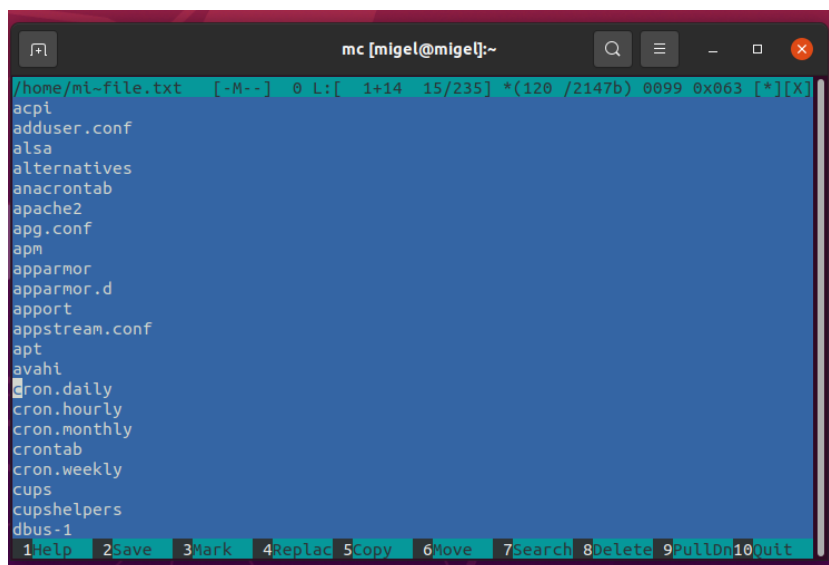 mc [migel@migel]:~
/home/mi~file.txt [-M--] 0 L:[ 1+14 15/235] *(120 /2147b) 0099 0x063 [*][X]
acpi
adduser.conf
alsa
alternatives
anacrontab
apache2
apg.conf
apm
apparmor
apparmor.d
apport
appstream.conf
apt
avahi
cron.daily
cron.hourly
cron.monthly
crontab
cron.weekly
cups
cupshelpers
dbus-1
1Help 2Save 3Mark 4Replac 5Copy 6Move 7Search 8Delete 9PullDn 10Quit